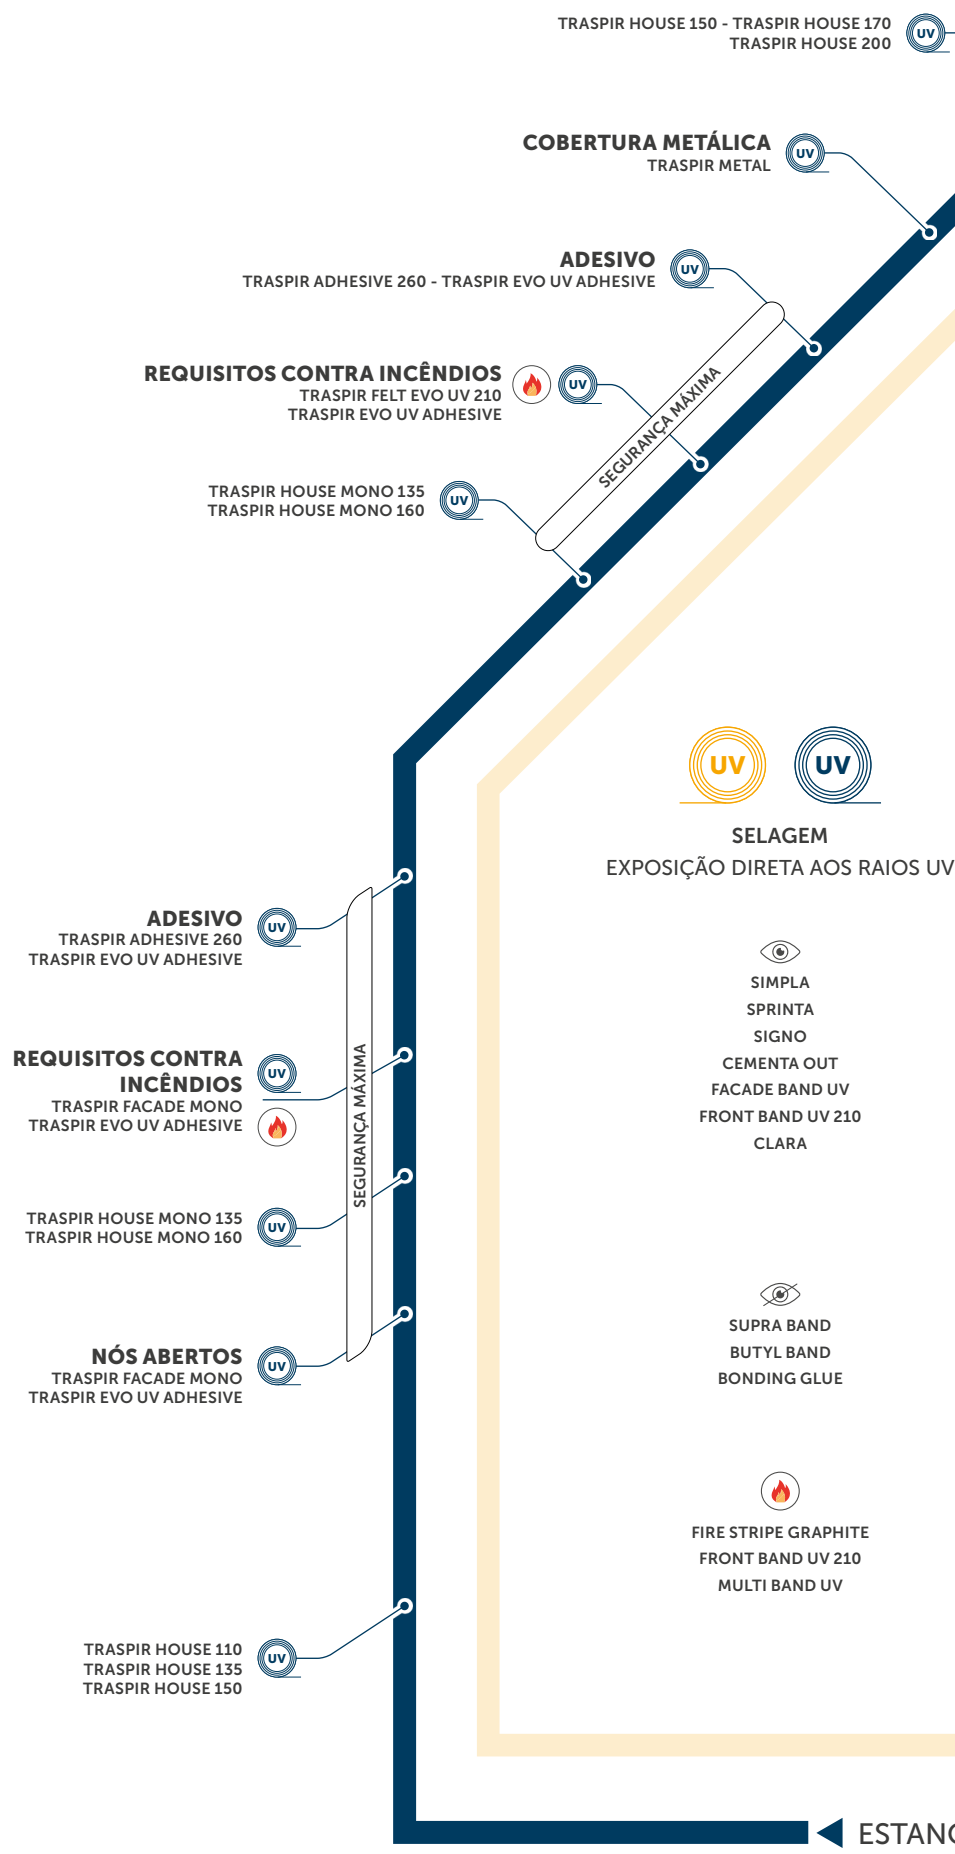 TRASPIR HOUSE 150 - TRASPIR HOUSE 170
TRASPIR HOUSE 200
UV
COBERTURA METÁLICA
TRASPIR METAL
UV
ADESIVO
TRASPIR ADHESIVE 260 - TRASPIR EVO UV ADHESIVE
UV
REQUISITOS CONTRA INCÊNDIOS
TRASPIR FELT EVO UV 210
TRASPIR EVO UV ADHESIVE
UV
SEGURANÇA MÁXIMA
TRASPIR HOUSE MONO 135
TRASPIR HOUSE MONO 160
UV
UV
UV
SELAGEM
EXPOSIÇÃO DIRETA AOS RAIOS UV
ADESIVO
TRASPIR ADHESIVE 260
TRASPIR EVO UV ADHESIVE
UV
SIMPLA
SPRINTA
SIGNO
CEMENTA OUT
FACADE BAND UV
FRONT BAND UV 210
CLARA
REQUISITOS CONTRA
INCÊNDIOS
TRASPIR FACADE MONO
TRASPIR EVO UV ADHESIVE
UV
SEGURANÇA MÁXIMA
TRASPIR HOUSE MONO 135
TRASPIR HOUSE MONO 160
UV
SUPRA BAND
BUTYL BAND
BONDING GLUE
NÓS ABERTOS
TRASPIR FACADE MONO
TRASPIR EVO UV ADHESIVE
UV
FIRE STRIPE GRAPHITE
FRONT BAND UV 210
MULTI BAND UV
TRASPIR HOUSE 110
TRASPIR HOUSE 135
TRASPIR HOUSE 150
UV